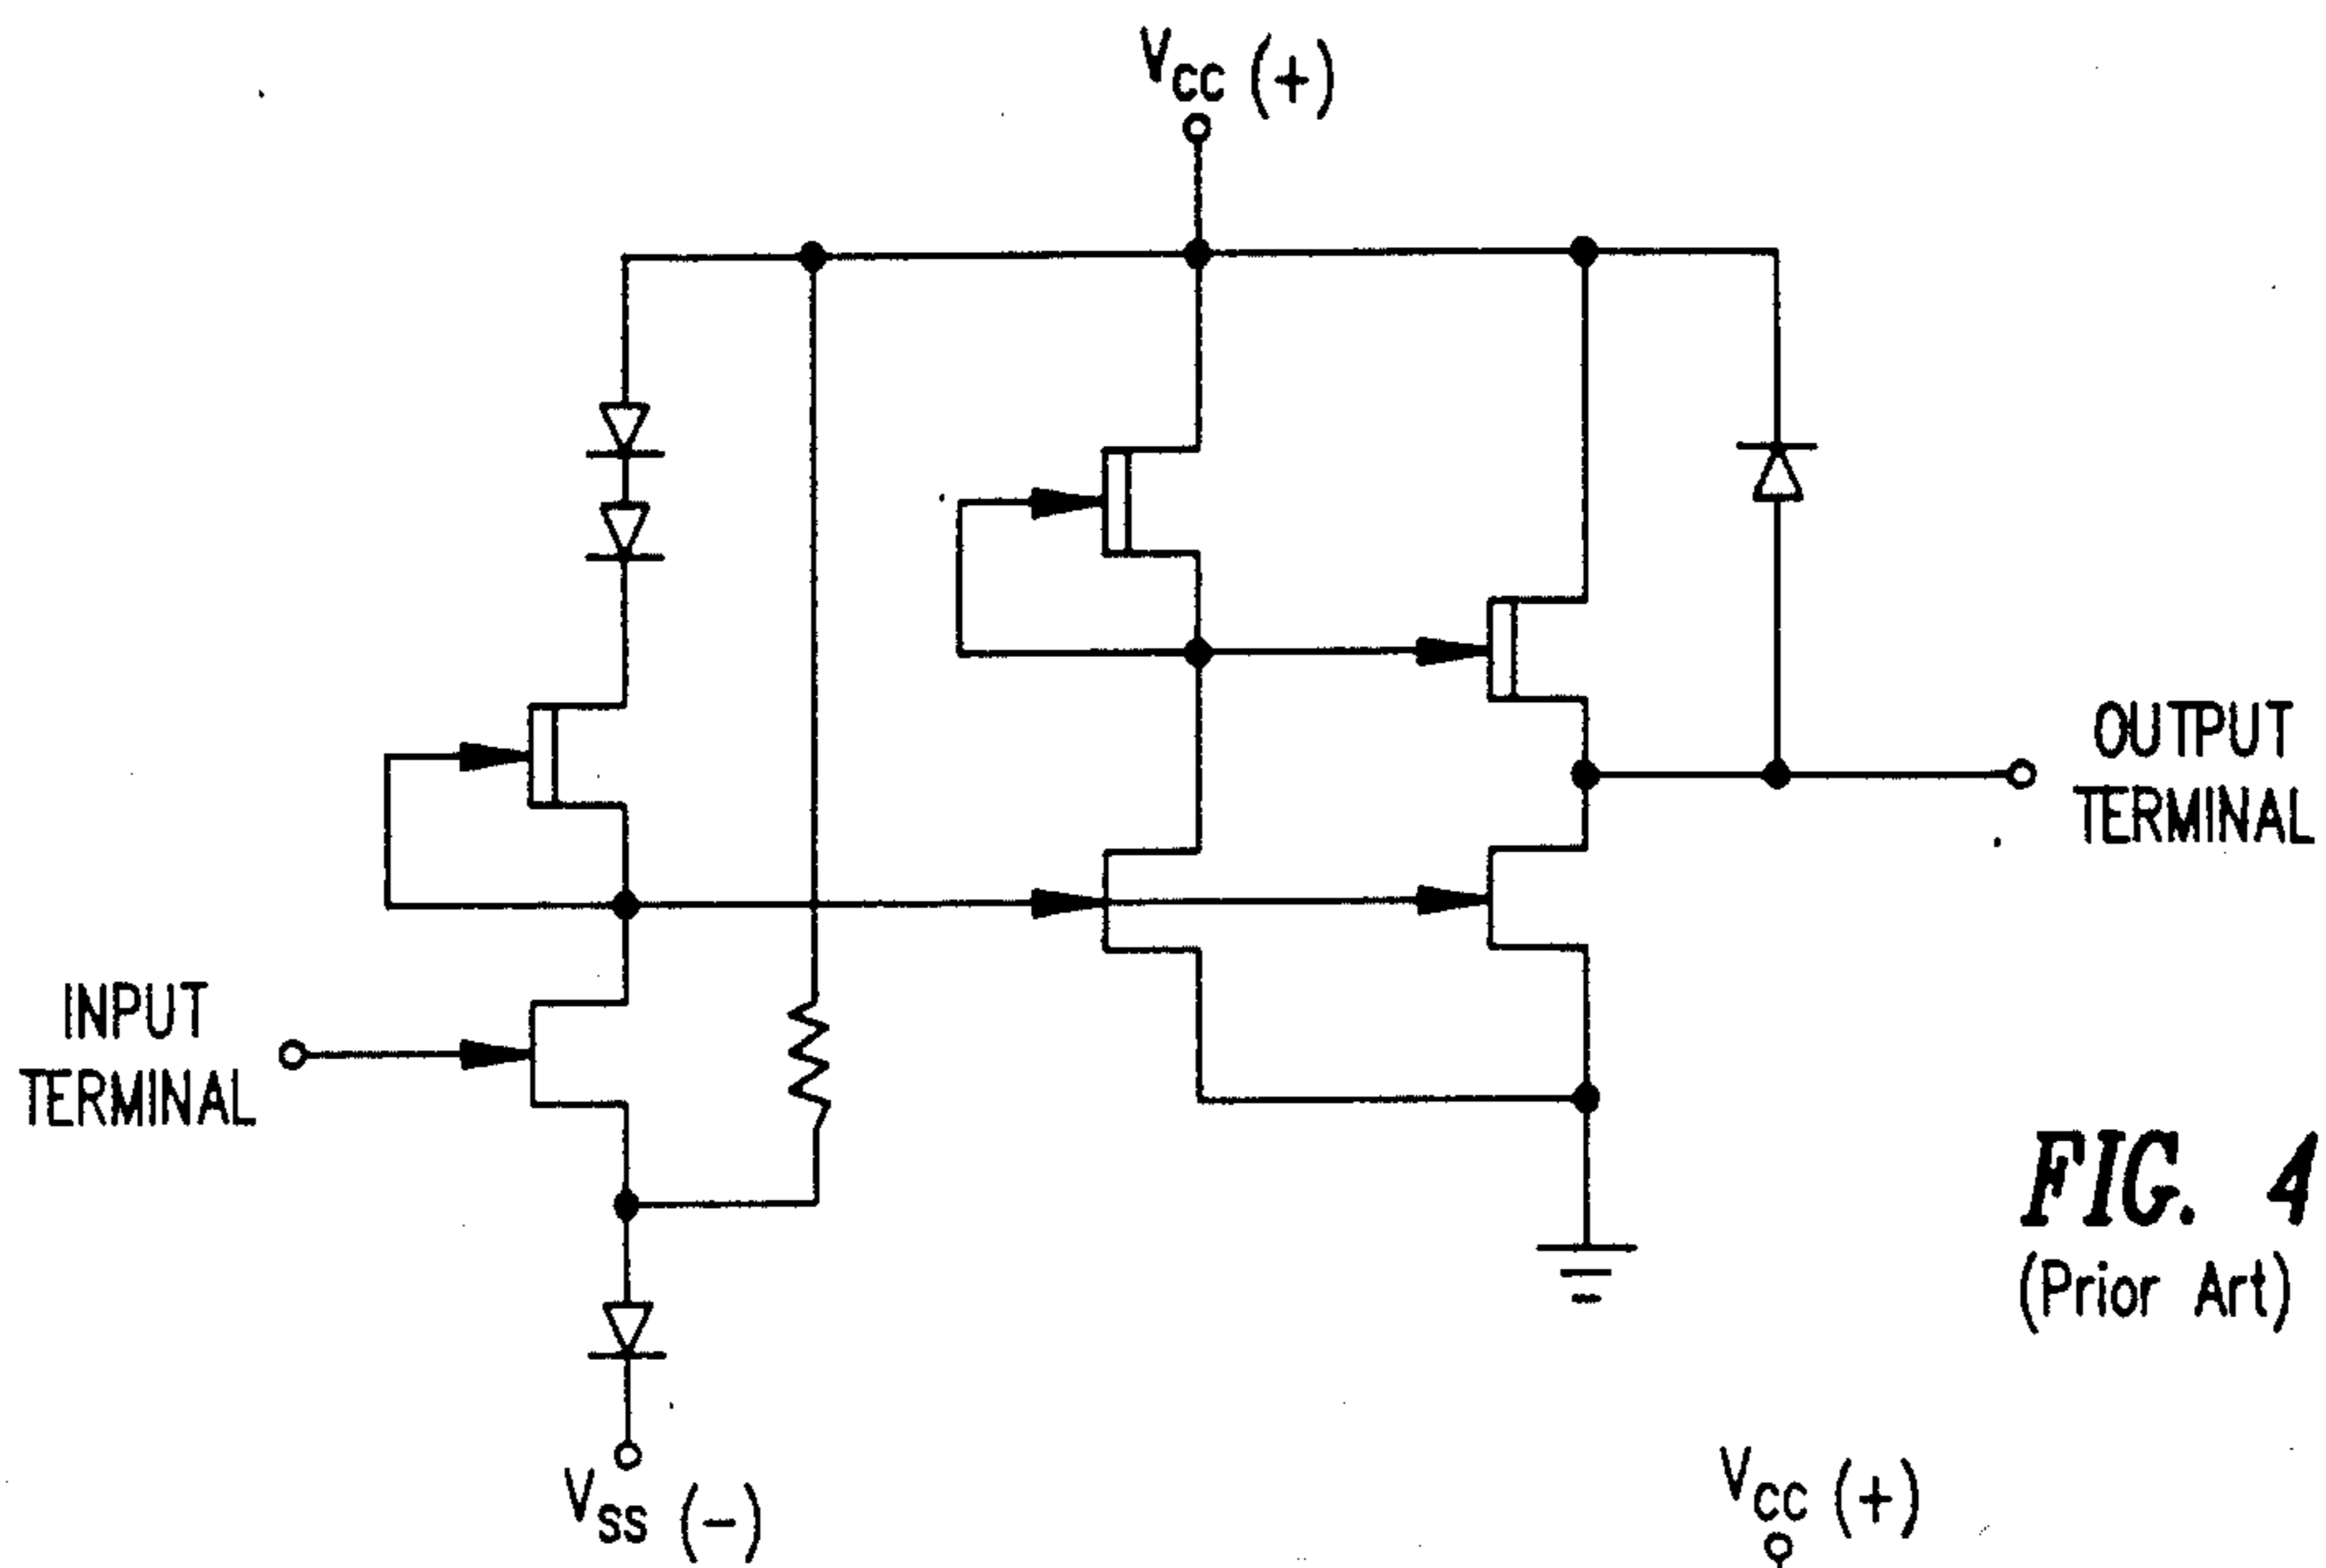 VCC (+)
OUTPUT
TERMINAL
INPUT
TERMINAL
FIG. 4
(Prior Art)
VSS (-)
VCC (+)